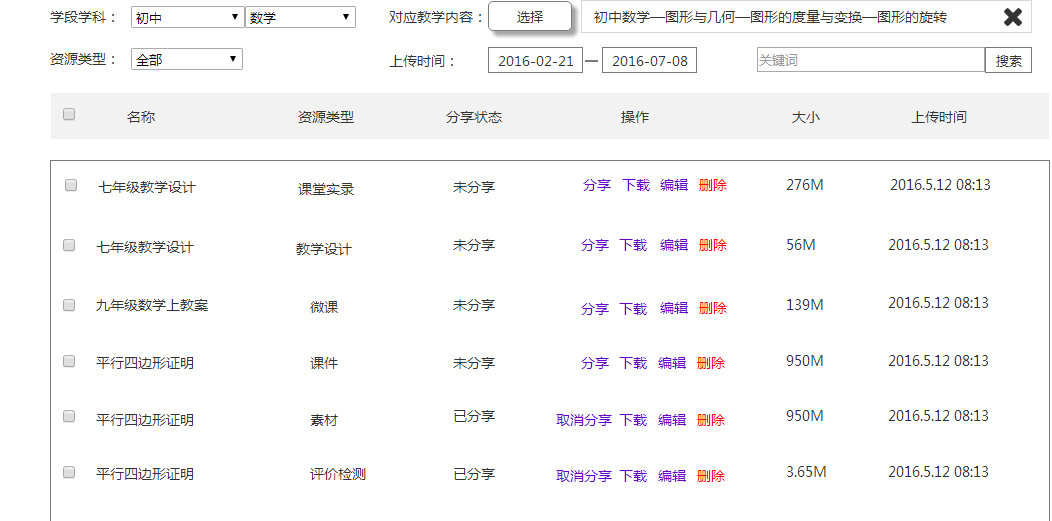 学段学科： 初中 数学 对应教学内容： 选择 初中数学—图形与几何—图形的度量与变换—图形的旋转
资源类型： 全部 上传时间： 2016-02-21 — 2016-07-08 关键词 搜索
名称 资源类型 分享状态 操作 大小 上传时间
七年级教学设计 课堂实录 未分享 分享 下载 编辑 删除 276M 2016.5.12 08:13
七年级教学设计 教学设计 未分享 分享 下载 编辑 删除 56M 2016.5.12 08:13
九年级数学上教案 微课 未分享 分享 下载 编辑 删除 139M 2016.5.12 08:13
平行四边形证明 课件 未分享 分享 下载 编辑 删除 950M 2016.5.12 08:13
平行四边形证明 素材 已分享 取消分享 下载 编辑 删除 950M 2016.5.12 08:13
平行四边形证明 评价检测 已分享 取消分享 下载 编辑 删除 3.65M 2016.5.12 08:13